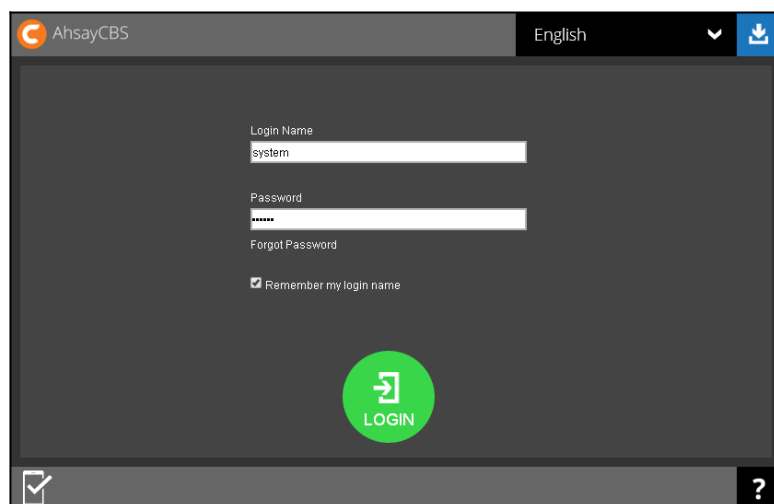 AhsayCBS
English
Login Name
system
Password
••••••
Forgot Password
Remember my login name
LOGIN
?